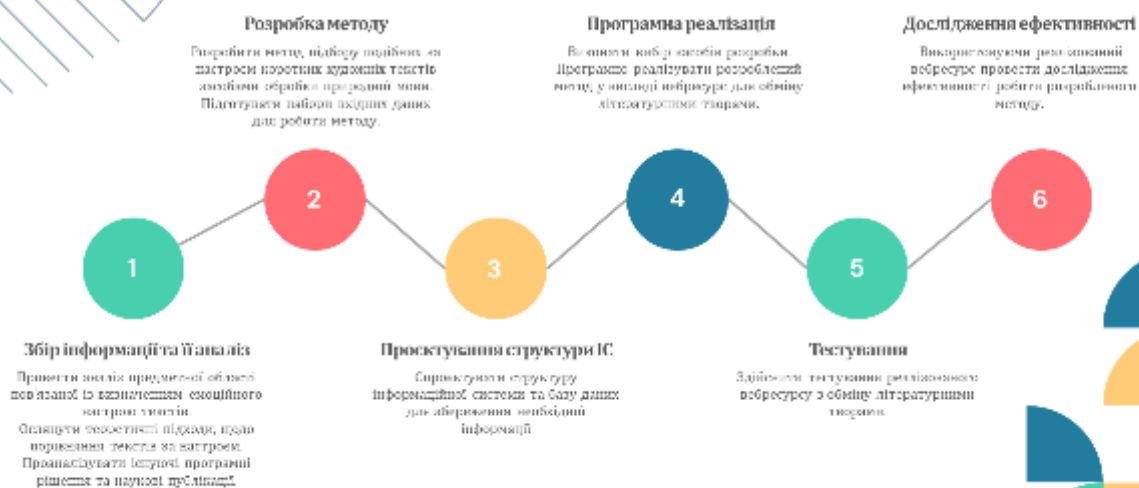 Розробка методу
Розробити метод підбору подібних за
настроєм коротких художніх текстів
засобами обробки природної мови.
Підготувати набори вхідних даних
для роботи методу.
Програмна реалізація
Виконати вибір засобів розробки.
Програмно реалізувати розроблений
метод у вигляді вебресурсу для обміну
літературними творами.
Дослідження ефективності
Використовуючи реалізований
вебресурс провести дослідження
ефективності роботи розробленого
методу.
2
4
6
1
3
5
Збір інформації та її аналіз
Провести аналіз предметної області
пов'язаної із визначенням емоційного
настрою текстів.
Оглянути теоретичні підходи, щодо
порівняння текстів за настроєм.
Проаналізувати існуючі програмні
рішення та наукові публікації.
Проєктування структури ІС
Спроєктувати структуру
інформаційної системи та базу даних
для збереження необхідної
інформації
Тестування
Здійснити тестування реалізованого
вебресурсу з обміну літературними
творами.